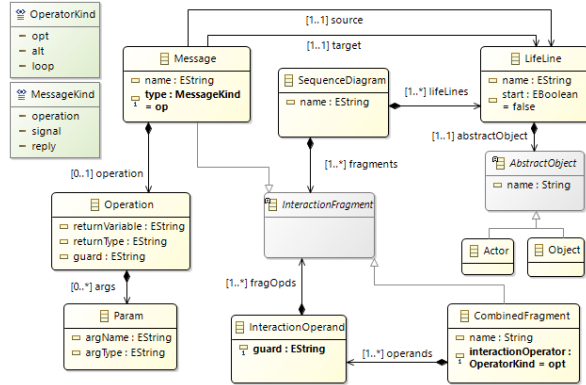 OperatorKind
opt
alt
loop
MessageKind
operation
signal
reply
[1..1] source
[1..1] target
Message
name : EString
type : MessageKind
= op
SequenceDiagram
name : EString
[1..*] lifeLines
LifeLine
name : EString
start : EBoolean
= false
[1..1] abstractObject
AbstractObject
name : String
Actor
Object
[0..1] operation
[1..*] fragments
Operation
returnVariable : EString
returnType : EString
guard : EString
InteractionFragment
[0..*] args
Param
argName : EString
argType : EString
[1..*] fragOpds
InteractionOperand
guard : EString
[1..*] operands
CombinedFragment
name : String
interactionOperator :
OperatorKind = opt